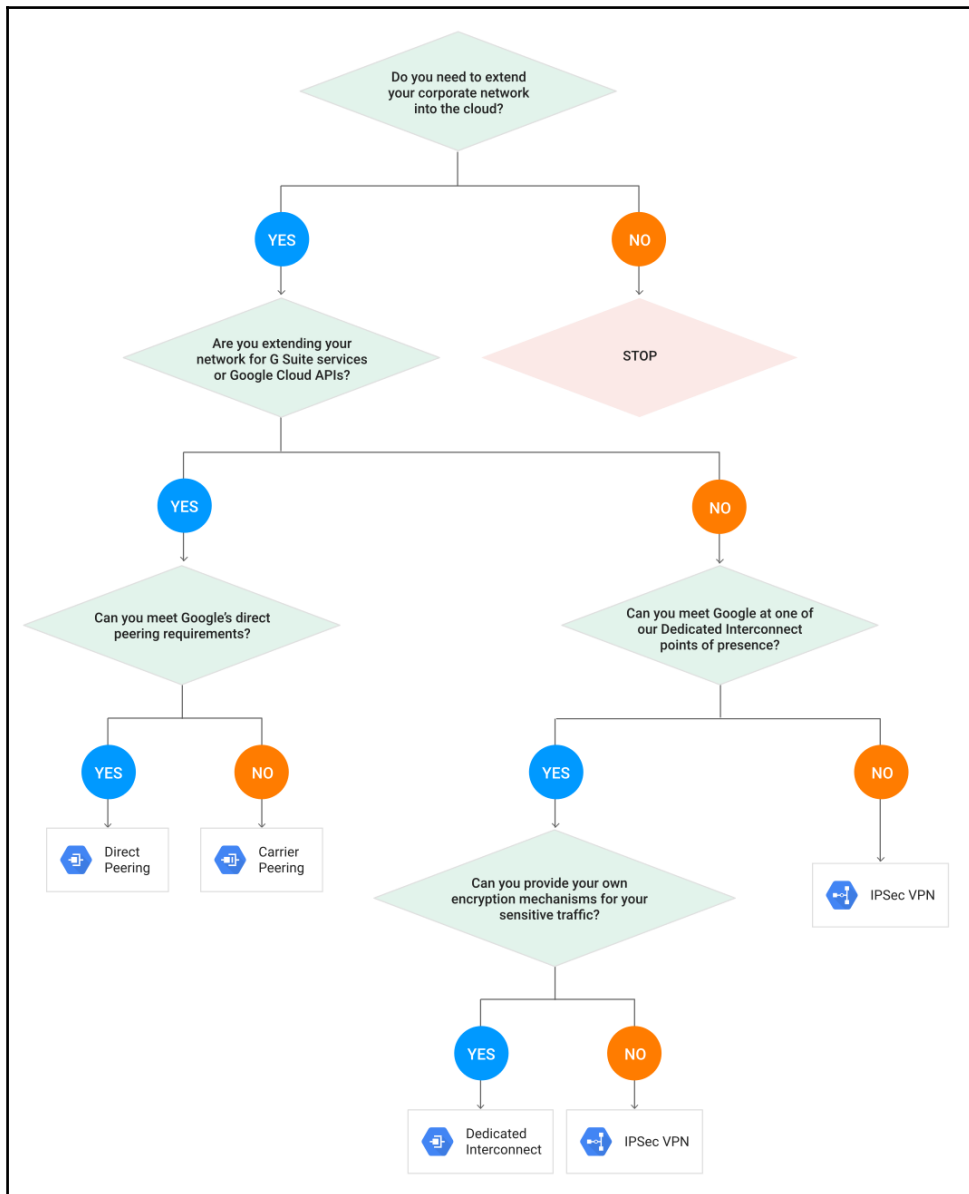 Do you need to extend
your corporate network
into the cloud?
YES
NO
Are you extending your
network for G Suite services
or Google Cloud APIs?
STOP
YES
NO
Can you meet Google's direct
peering requirements?
Can you meet Google at one of
our Dedicated Interconnect
points of presence?
YES
NO
YES
NO
Direct
Peering
Carrier
Peering
Can you provide your own
encryption mechanisms for your
sensitive traffic?
IPSec VPN
YES
NO
Dedicated
Interconnect
IPSec VPN